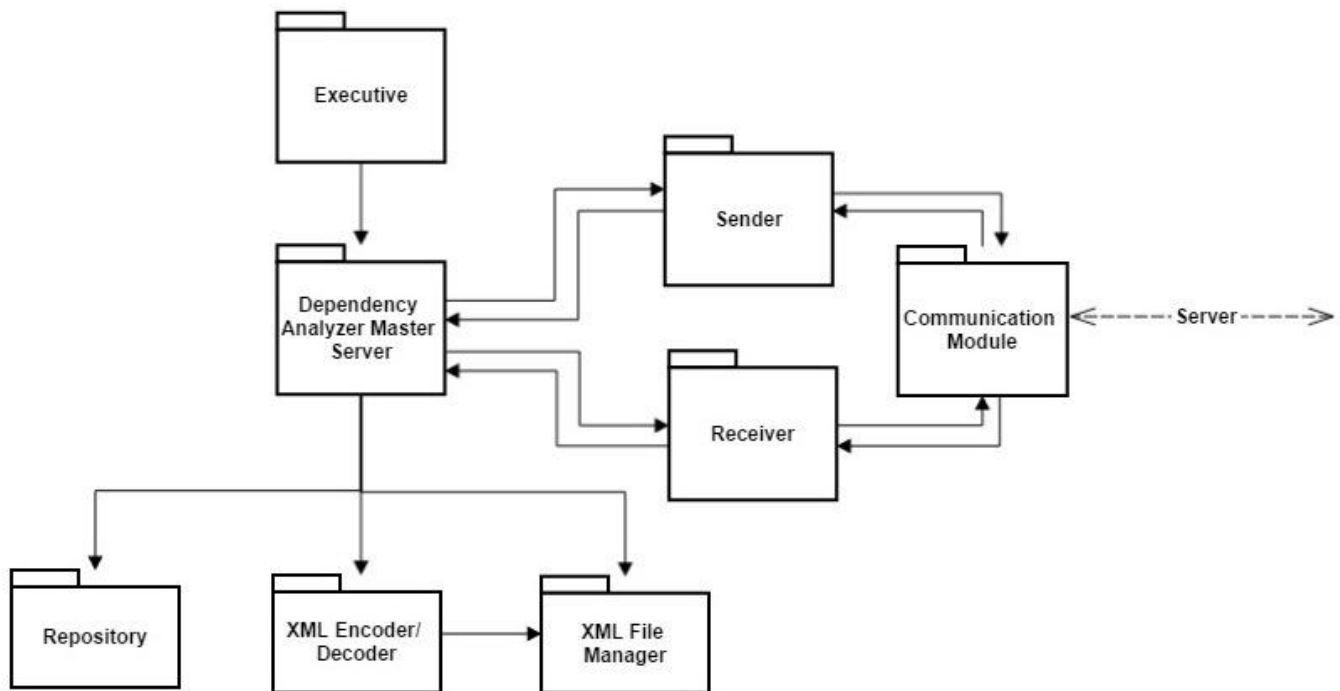 Executive
Sender
Dependency
Analyzer Master
Server
Communication
Module
Server
Receiver
Repository
XML Encoder/
Decoder
XML File
Manager